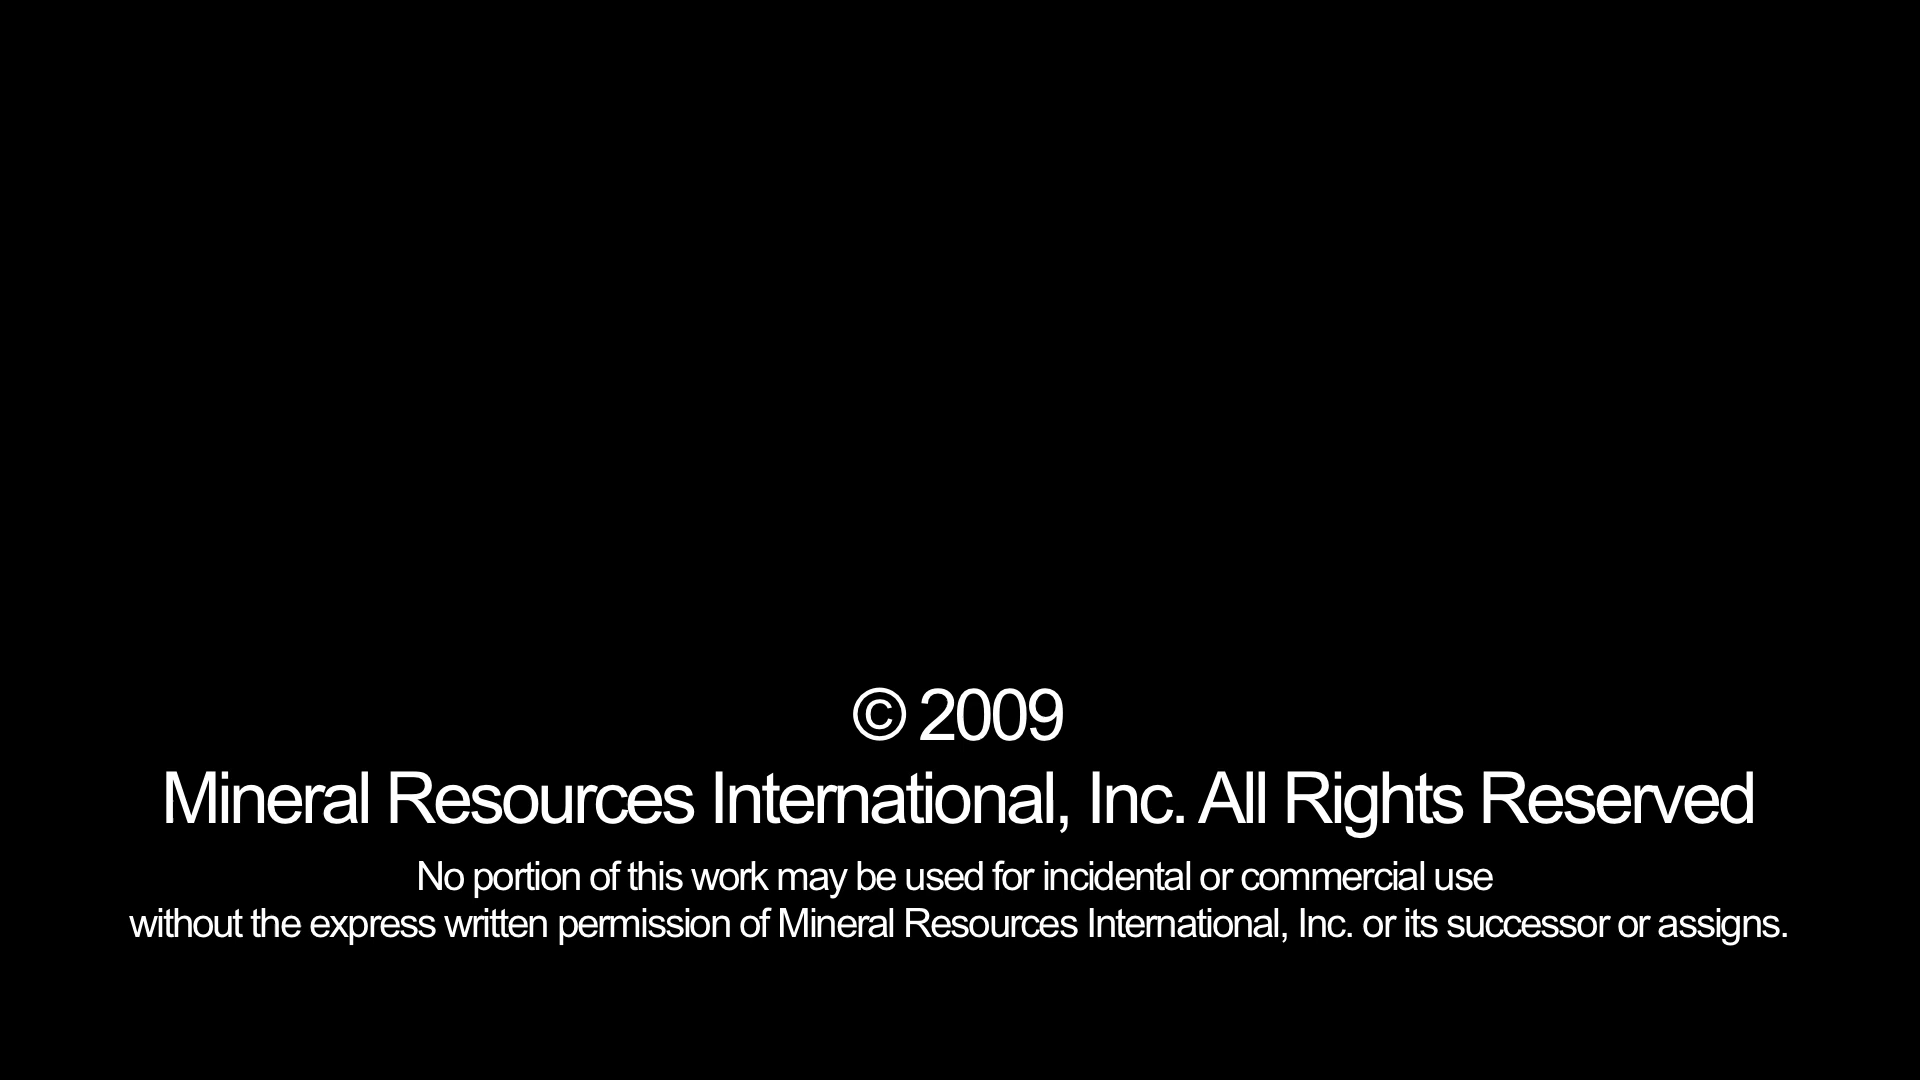 © 2009
Mineral Resources International, Inc. All Rights Reserved
No portion of this work may be used for incidental or commercial use
without the express written permission of Mineral Resources International, Inc. or its successor or assigns.